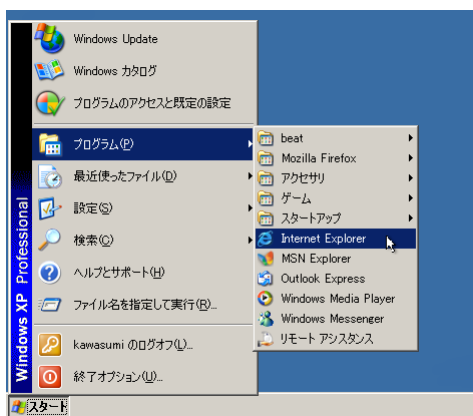 Windows Update
Windows カタログ
プログラムのアクセスと既定の設定
プログラム(P)
最近使ったファイル(D)
設定(S)
検索(C)
ヘルプとサポート(H)
ファイル名を指定して実行(R)...
kawasumi のログオフ(L)...
終了オプション(U)...
Windows XP Professional
beat
Mozilla Firefox
アクセサリ
ゲーム
スタートアップ
Internet Explorer
MSN Explorer
Outlook Express
Windows Media Player
Windows Messenger
リモート アシスタンス
スタート